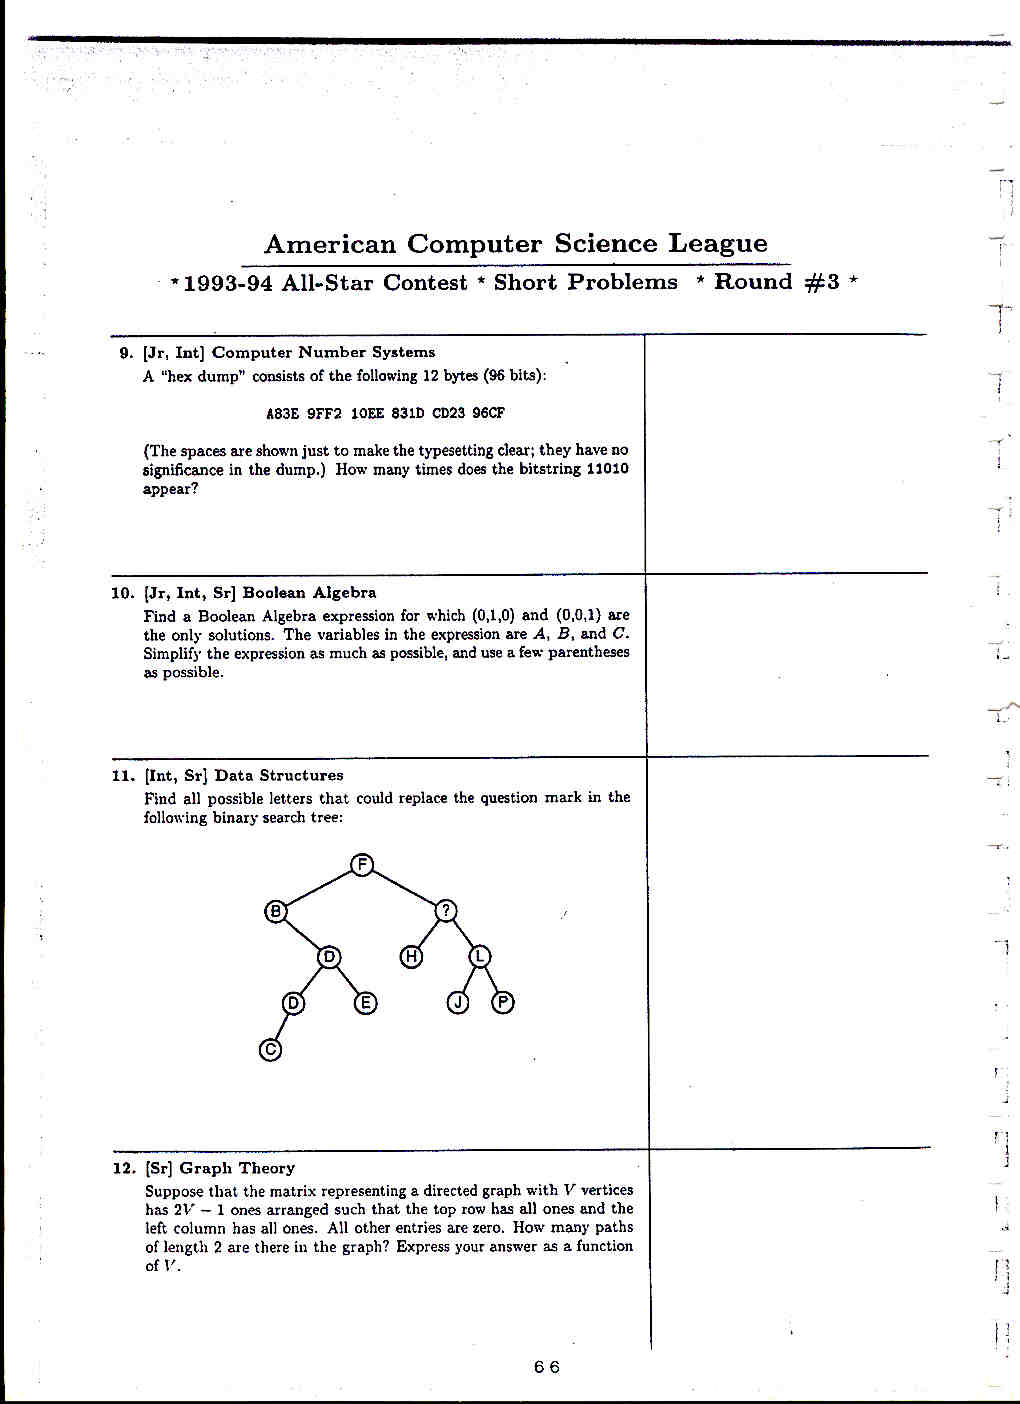 American Computer Science League
* 1993-94 All-Star Contest * Short Problems * Round #3 *
9. [Jr, Int] Computer Number Systems
A "hex dump" consists of the following 12 bytes (96 bits):
A83E 9FF2 10EE 831D CD23 96CF
(The spaces are shown just to make the typesetting clear; they have no
significance in the dump.) How many times does the bitstring 11010
appear?
10. [Jr, Int, Sr] Boolean Algebra
Find a Boolean Algebra expression for which (0,1,0) and (0,0,1) are
the only solutions. The variables in the expression are A, B, and C.
Simplify the expression as much as possible, and use a few parentheses
as possible.
11. [Int, Sr] Data Structures
Find all possible letters that could replace the question mark in the
following binary search tree:
F
B ?
D H L
D E J P
C
12. [Sr] Graph Theory
Suppose that the matrix representing a directed graph with V vertices
has 2V − 1 ones arranged such that the top row has all ones and the
left column has all ones. All other entries are zero. How many paths
of length 2 are there in the graph? Express your answer as a function
of V.
66